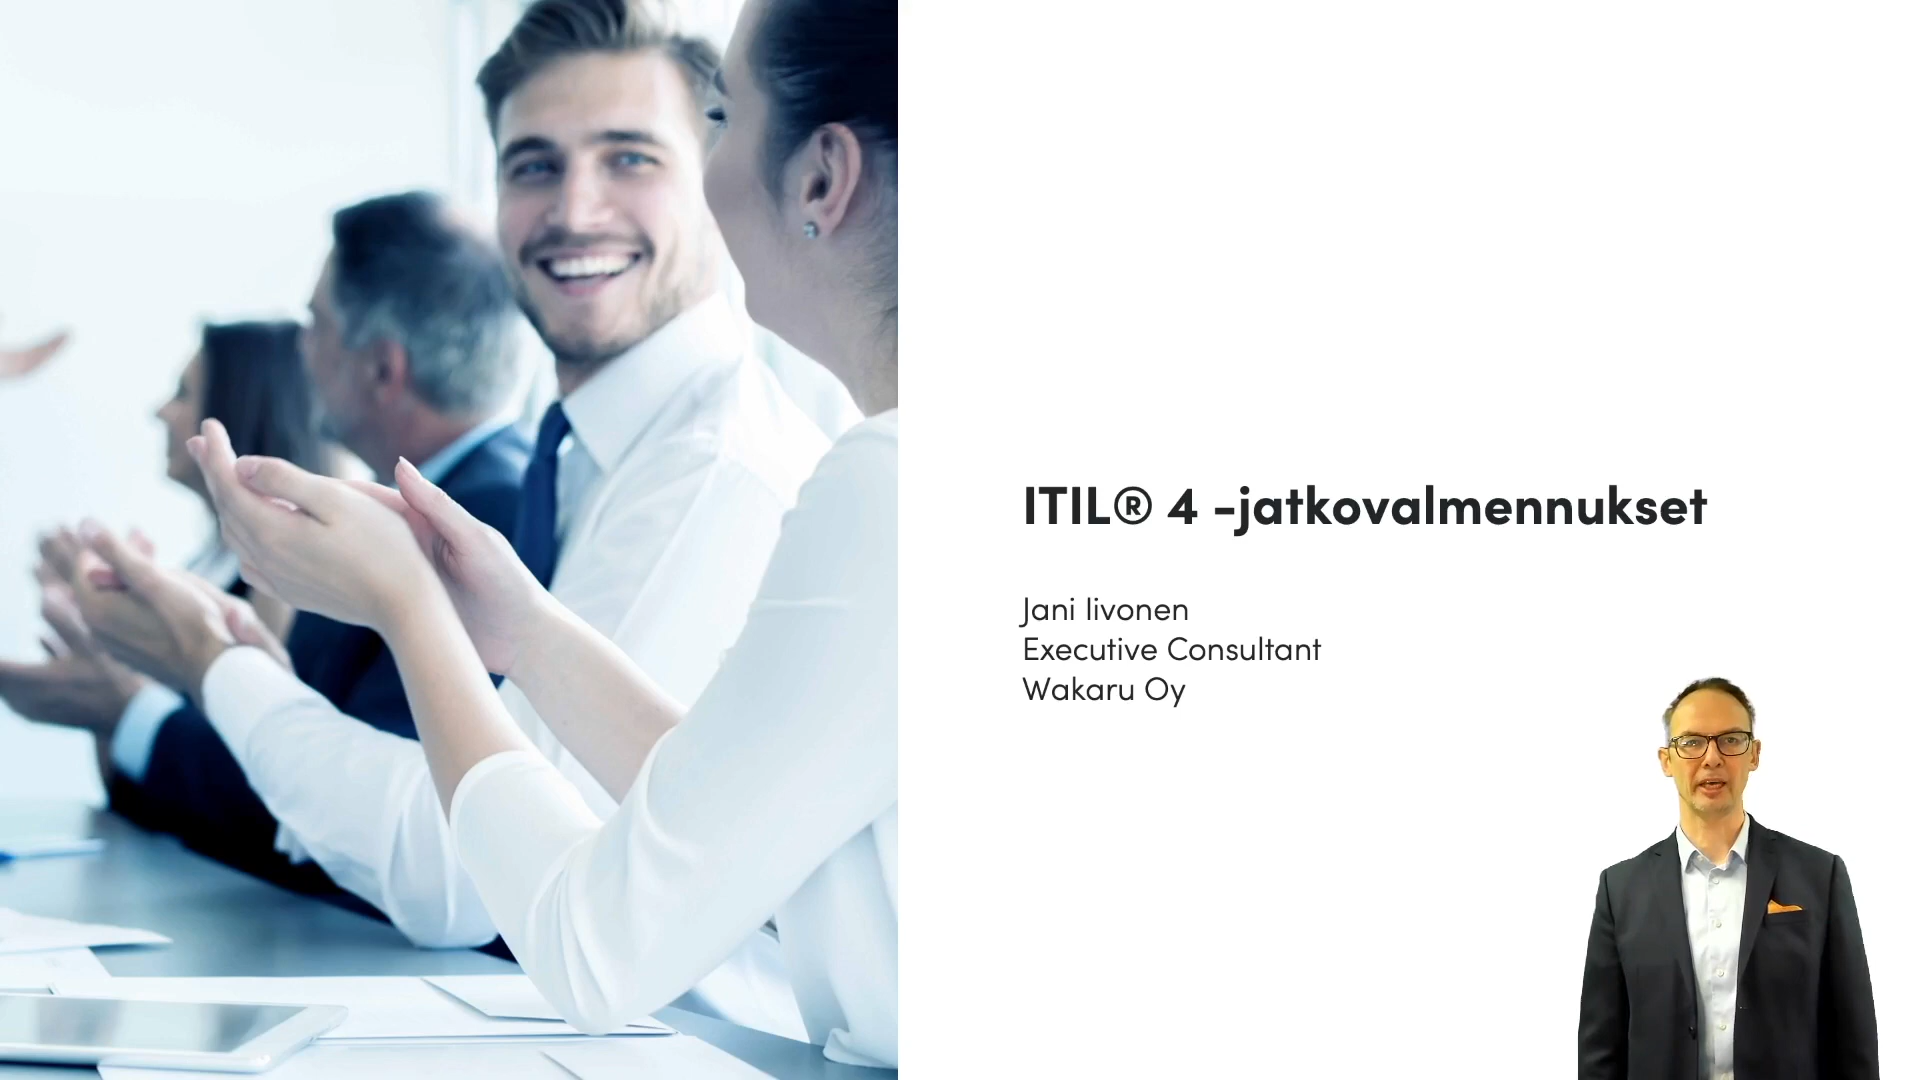 ITIL® 4 -jatkovalmennukset
Jani Iivonen
Executive Consultant
Wakaru Oy